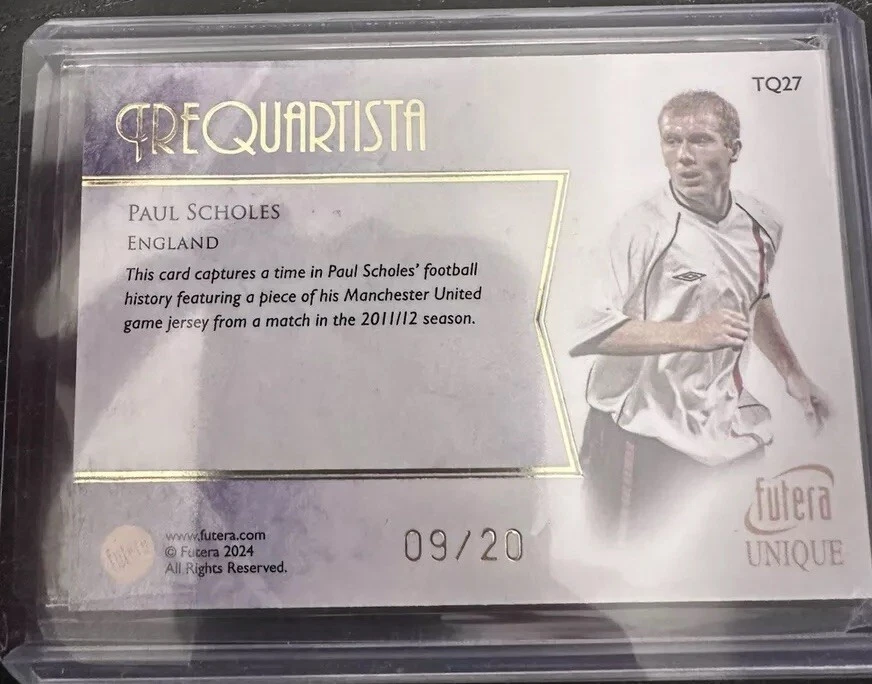 TQ27
TREQUARTISTA
PAUL SCHOLES
ENGLAND
This card captures a time in Paul Scholes' football
history featuring a piece of his Manchester United
game jersey from a match in the 2011/12 season.
futera
UNIQUE
futera
www.futera.com
© Futera 2024
All Rights Reserved.
09/20